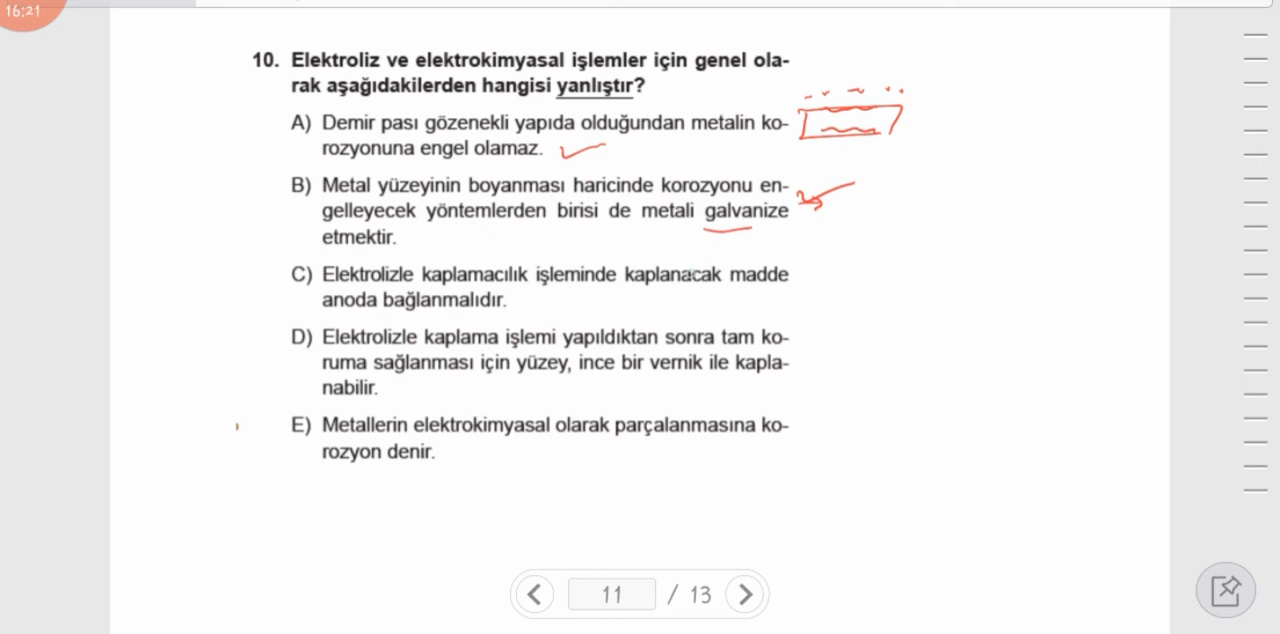 16:21
10. Elektroliz ve elektrokimyasal işlemler için genel ola-
rak aşağıdakilerden hangisi yanlıştır?
A) Demir pası gözenekli yapıda olduğundan metalin ko-
rozyonuna engel olamaz.
B) Metal yüzeyinin boyanması haricinde korozyonu en-
gelleyecek yöntemlerden birisi de metali galvanize
etmektir.
C) Elektrolizle kaplamacılık işleminde kaplanacak madde
anoda bağlanmalıdır.
D) Elektrolizle kaplama işlemi yapıldıktan sonra tam ko-
ruma sağlanması için yüzey, ince bir vernik ile kapla-
nabilir.
E) Metallerin elektrokimyasal olarak parçalanmasına ko-
rozyon denir.
11 / 13